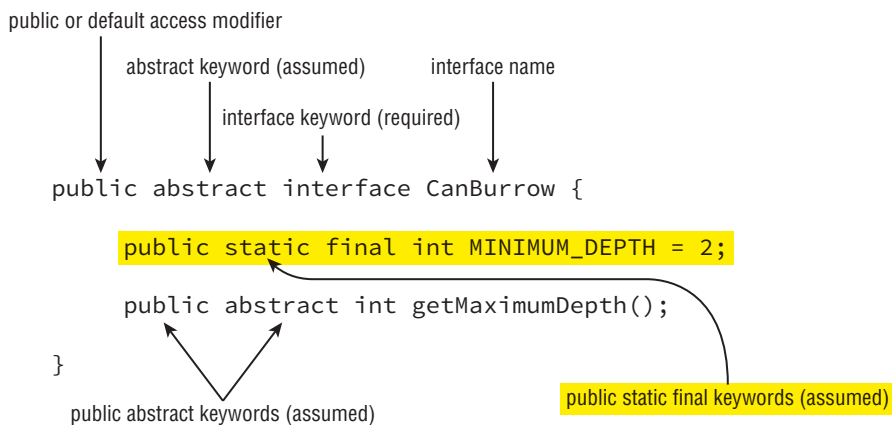 public or default access modifier
abstract keyword (assumed)
interface name
interface keyword (required)
public abstract interface CanBurrow {
public static final int MINIMUM_DEPTH = 2;
public abstract int getMaximumDepth();
}
public static final keywords (assumed)
public abstract keywords (assumed)